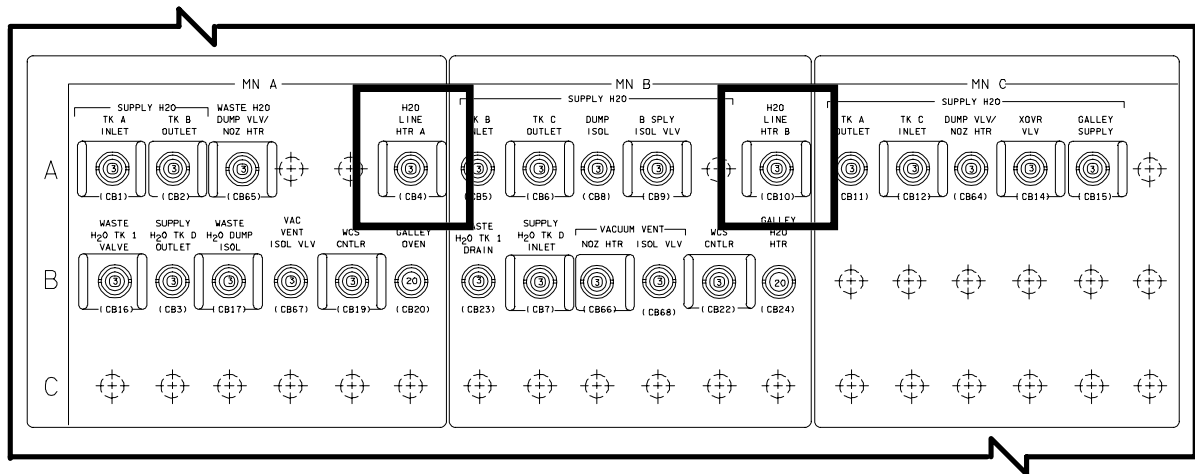 MN A
SUPPLY H2O
TK A INLET
TK B OUTLET
WASTE H2O DUMP VLV/ NOZ HTR
H2O LINE HTR A
A
3
3
3
3
(CB1)
(CB2)
(CB65)
(CB4)
WASTE H2O TK 1 VALVE
SUPPLY H2O TK D OUTLET
WASTE H2O DUMP ISOL
VAC VENT ISOL VLV
WCS CNTLR
GALLEY OVEN
B
3
3
3
3
3
20
(CB16)
(CB3)
(CB17)
(CB67)
(CB19)
(CB20)
C
MN B
SUPPLY H2O
TK B
INLET
TK C OUTLET
DUMP ISOL
B SPLY ISOL VLV
H2O LINE HTR B
3
3
3
3
3
(CB5)
(CB6)
(CB8)
(CB9)
(CB10)
WASTE H2O TK 1 DRAIN
SUPPLY H2O TK D INLET
VACUUM VENT
NOZ HTR
ISOL VLV
WCS CNTLR
GALLEY H2O HTR
3
3
3
3
3
20
(CB23)
(CB7)
(CB66)
(CB68)
(CB22)
(CB24)
MN C
SUPPLY H2O
TK A OUTLET
TK C INLET
DUMP VLV/ NOZ HTR
XOVR VLV
GALLEY SUPPLY
3
3
3
3
3
(CB11)
(CB12)
(CB64)
(CB14)
(CB15)